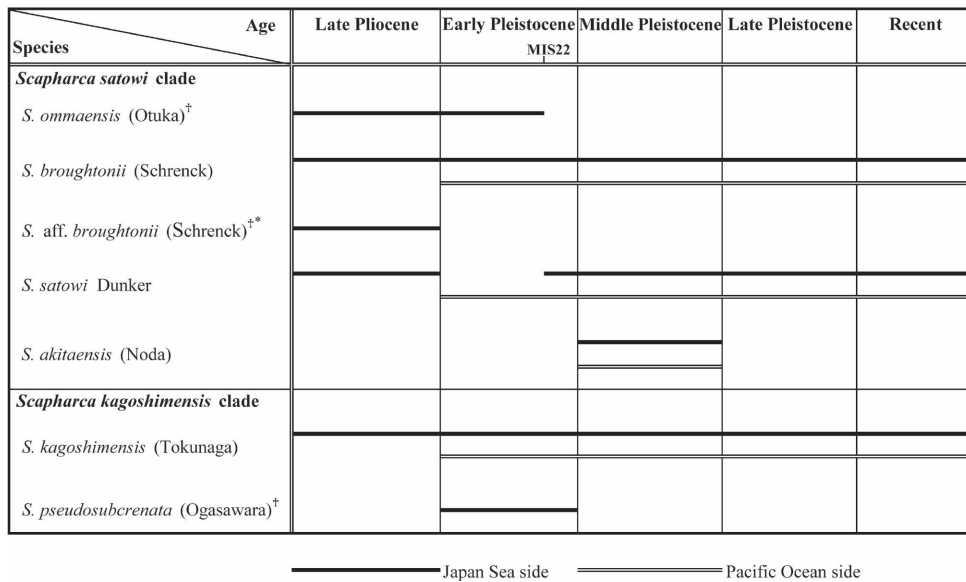 Age Late Pliocene Early Pleistocene Middle Pleistocene Late Pleistocene Recent
Species MIS22
Scapharca satowi clade
S. ommaensis (Otuka)†
S. broughtonii (Schrenck)
S. aff. broughtonii (Schrenck)†*
S. satowi Dunker
S. akitaensis (Noda)
Scapharca kagoshimensis clade
S. kagoshimensis (Tokunaga)
S. pseudosubcrenata (Ogasawara)†
Japan Sea side Pacific Ocean side